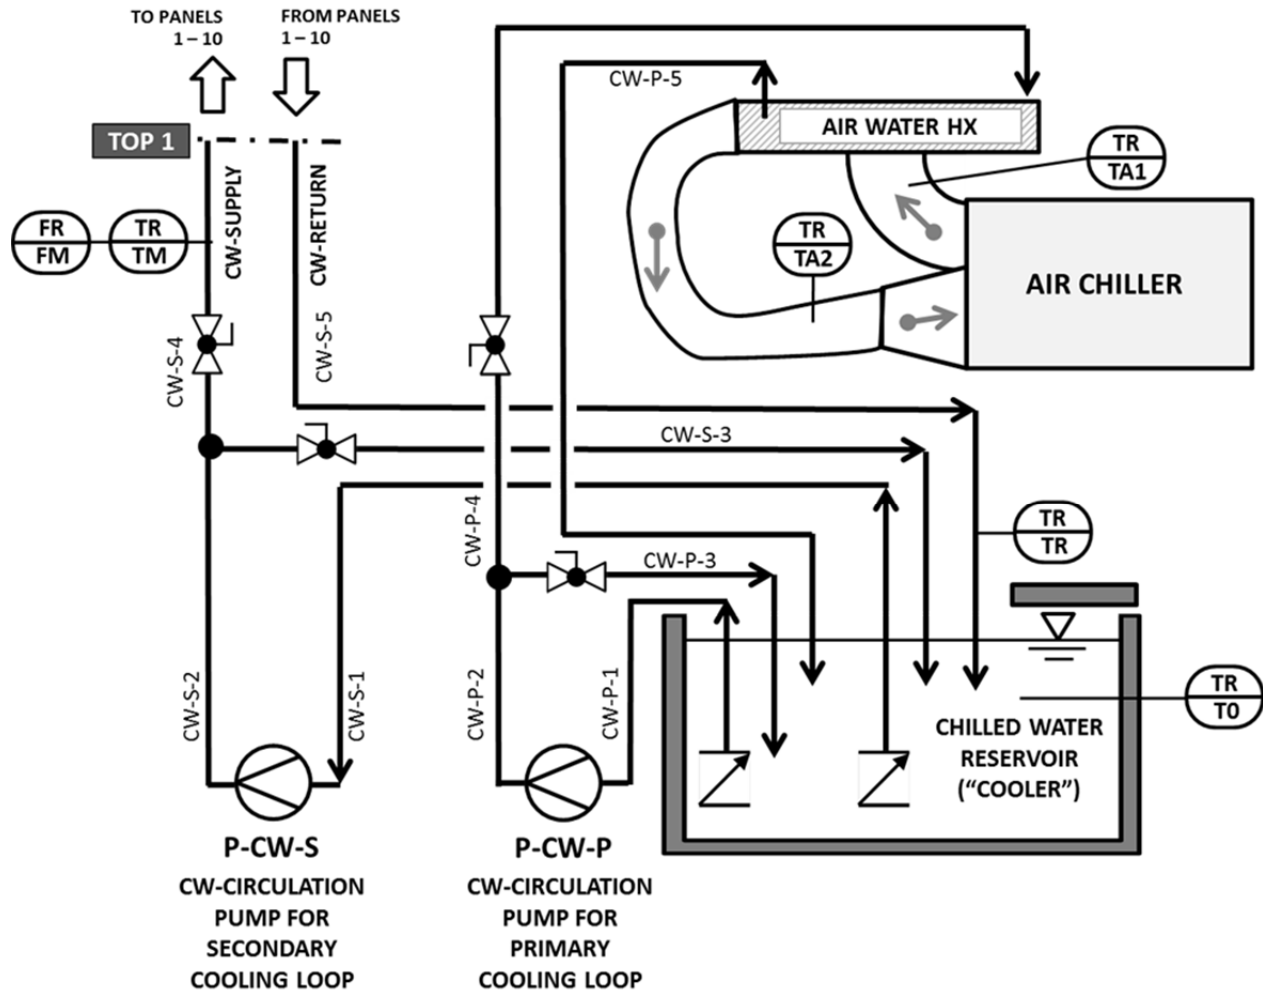 TO PANELS
1 – 10
FROM PANELS
1 – 10
CW-P-5
AIR WATER HX
TOP 1
TR
TA1
CW-SUPPLY
CW-RETURN
FR
FM
TR
TM
TR
TA2
AIR CHILLER
CW-S-4
CW-S-5
CW-S-3
CW-P-4
TR
TR
CW-P-3
CW-S-2
CW-S-1
CW-P-2
CW-P-1
TR
T0
CHILLED WATER
RESERVOIR
(“COOLER”)
P-CW-S
CW-CIRCULATION
PUMP FOR
SECONDARY
COOLING LOOP
P-CW-P
CW-CIRCULATION
PUMP FOR
PRIMARY
COOLING LOOP